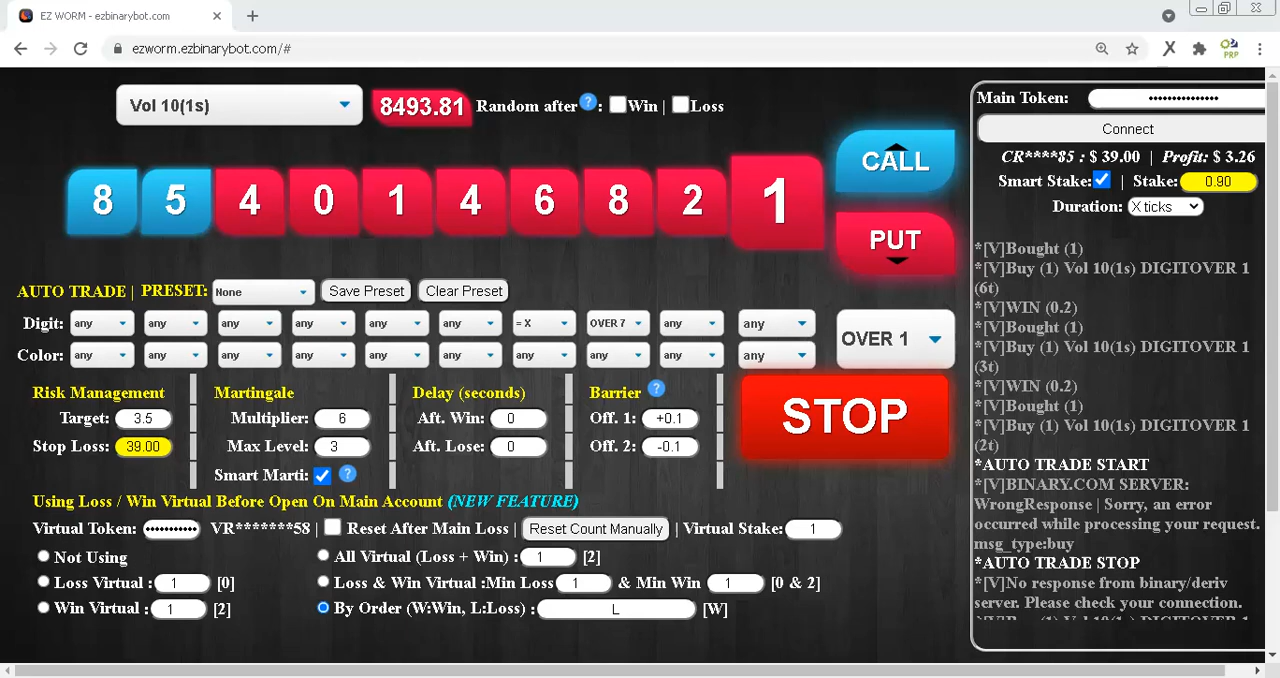 EZ WORM - ezbinarybot.com
ezworm.ezbinarybot.com/#
X
PRP
Vol 10(1s)
8493.81
Random after ? : Win | Loss
8 5 4 0 1 4 6 8 2 1
CALL
PUT
AUTO TRADE | PRESET: None Save Preset Clear Preset
Digit: any any any any any any = X OVER 7 any any
Color: any any any any any any any any any any
OVER 1
STOP
Risk Management Martingale Delay (seconds) Barrier ?
Target: 3.5 Multiplier: 6 Aft. Win: 0 Off. 1: +0.1
Stop Loss: 39.00 Max Level: 3 Aft. Lose: 0 Off. 2: -0.1
Smart Marti: ?
Using Loss / Win Virtual Before Open On Main Account (NEW FEATURE)
Virtual Token: •••••••••• VR*******58 | Reset After Main Loss | Reset Count Manually | Virtual Stake: 1
Not Using All Virtual (Loss + Win) : 1 [2]
Loss Virtual : 1 [0] Loss & Win Virtual :Min Loss 1 & Min Win 1 [0 & 2]
Win Virtual : 1 [2] By Order (W:Win, L:Loss) : L [W]
Main Token: •••••••••••••••
Connect
CR****85 : $ 39.00 | Profit: $ 3.26
Smart Stake: | Stake: 0.90
Duration: X ticks
*[V]Bought (1)
*[V]Buy (1) Vol 10(1s) DIGITOVER 1
(6t)
*[V]WIN (0.2)
*[V]Bought (1)
*[V]Buy (1) Vol 10(1s) DIGITOVER 1
(3t)
*[V]WIN (0.2)
*[V]Bought (1)
*[V]Buy (1) Vol 10(1s) DIGITOVER 1
(2t)
*AUTO TRADE START
*[V]BINARY.COM SERVER:
WrongResponse | Sorry, an error
occurred while processing your request.
msg_type:buy
*AUTO TRADE STOP
*[V]No response from binary/deriv
server. Please check your connection.
*[V]Buy (1) Vol 10(1s) DIGITOVER 1